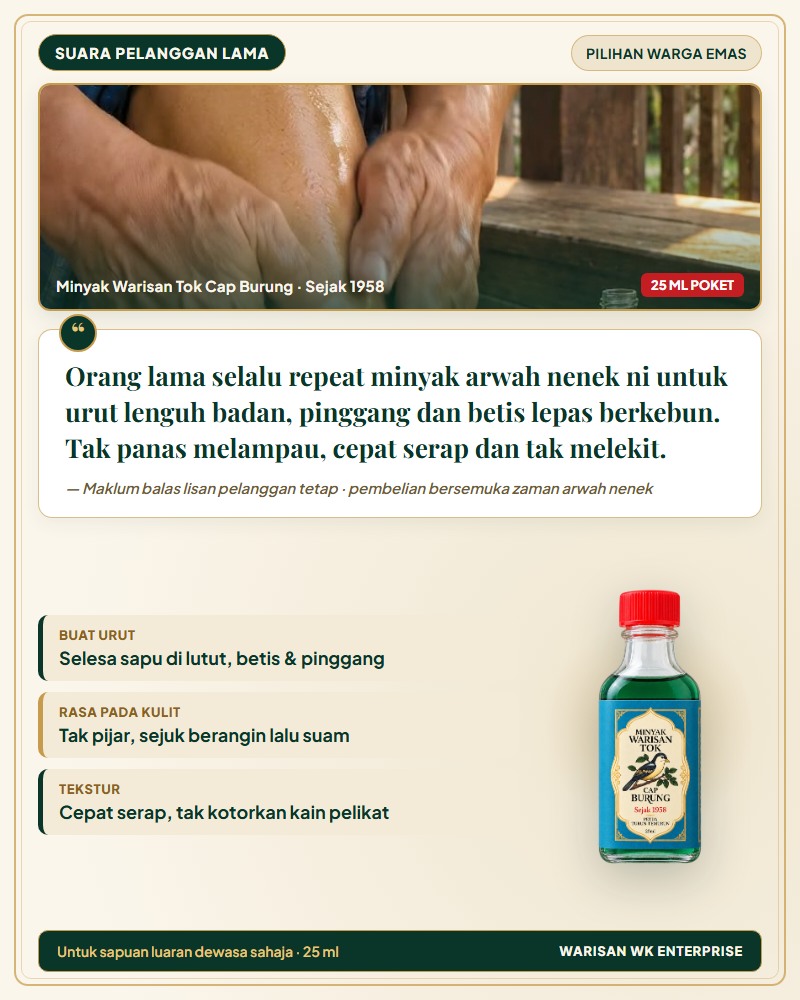 SUARA PELANGGAN LAMA
PILIHAN WARGA EMAS
Minyak Warisan Tok Cap Burung · Sejak 1958
25 ML POKET
“
Orang lama selalu repeat minyak arwah nenek ni untuk
urut lenguh badan, pinggang dan betis lepas berkebun.
Tak panas melampau, cepat serap dan tak melekit.
— Maklum balas lisan pelanggan tetap · pembelian bersemuka zaman arwah nenek
BUAT URUT
Selesa sapu di lutut, betis & pinggang
RASA PADA KULIT
Tak pijar, sejuk berangin lalu suam
TEKSTUR
Cepat serap, tak kotorkan kain pelikat
MINYAK
WARISAN
TOK
CAP
BURUNG
Sejak 1958
25ml
Untuk sapuan luaran dewasa sahaja · 25 ml
WARISAN WK ENTERPRISE